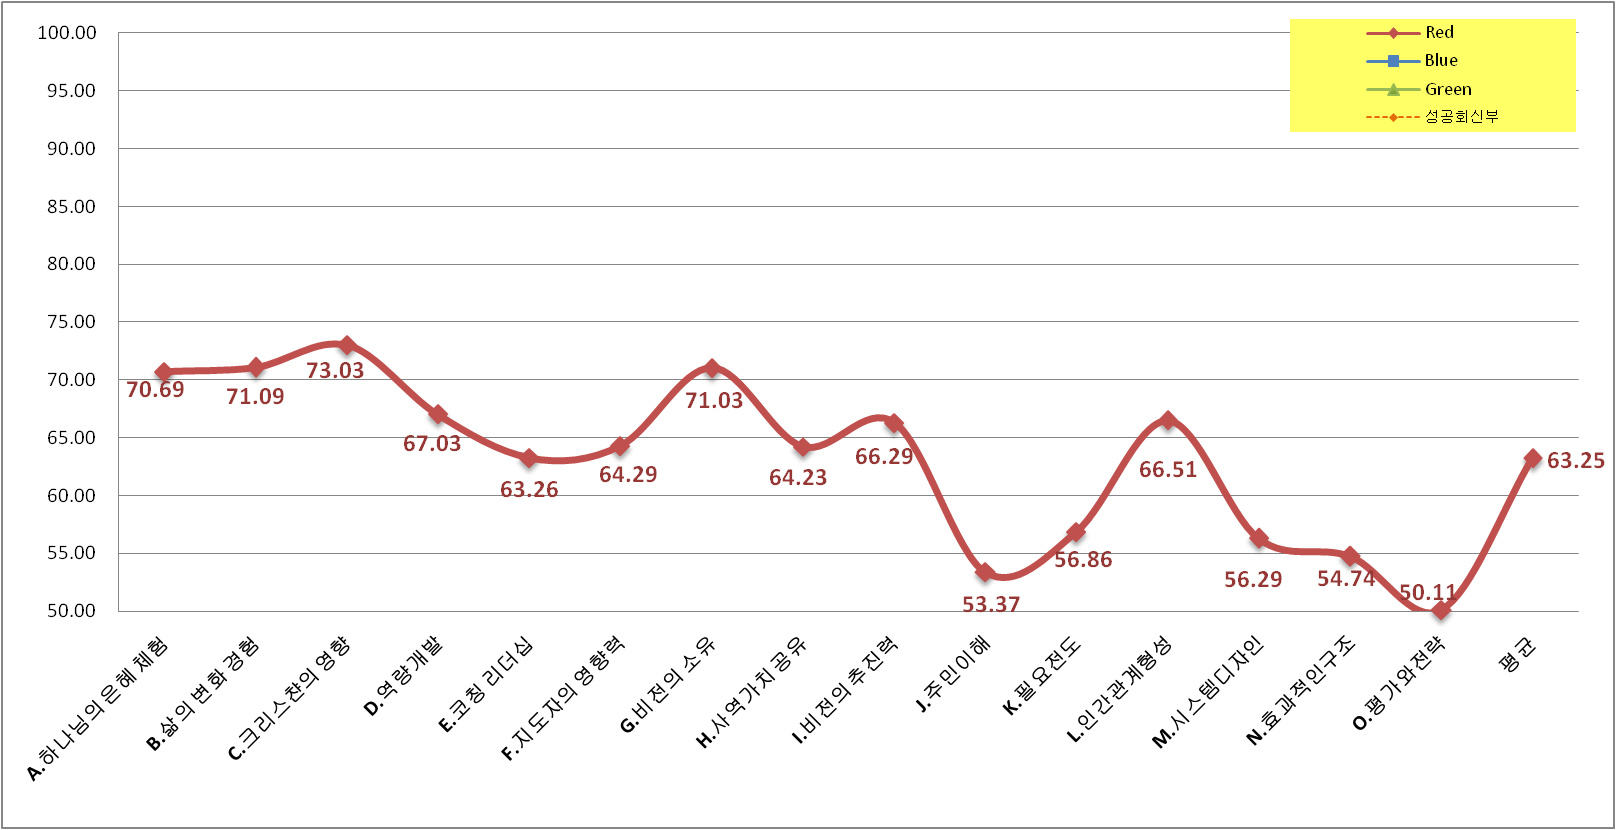 100.00
95.00
90.00
85.00
80.00
75.00
70.00
65.00
60.00
55.00
50.00
Red
Blue
Green
성공회신부
70.69
71.09
73.03
67.03
63.26
64.29
71.03
64.23
66.29
53.37
56.86
66.51
56.29
54.74
50.11
63.25
A.하나님의은혜체험
B.삶의변화경험
C.크리스찬의영향
D.역량개발
E.코칭리더십
F.지도자의영향력
G.비전의소유
H.사역가치공유
I.비전의추진력
J.주민이해
K.필요전도
L.인간관계형성
M.시스템디자인
N.효과적인구조
O.평가와전략
평균